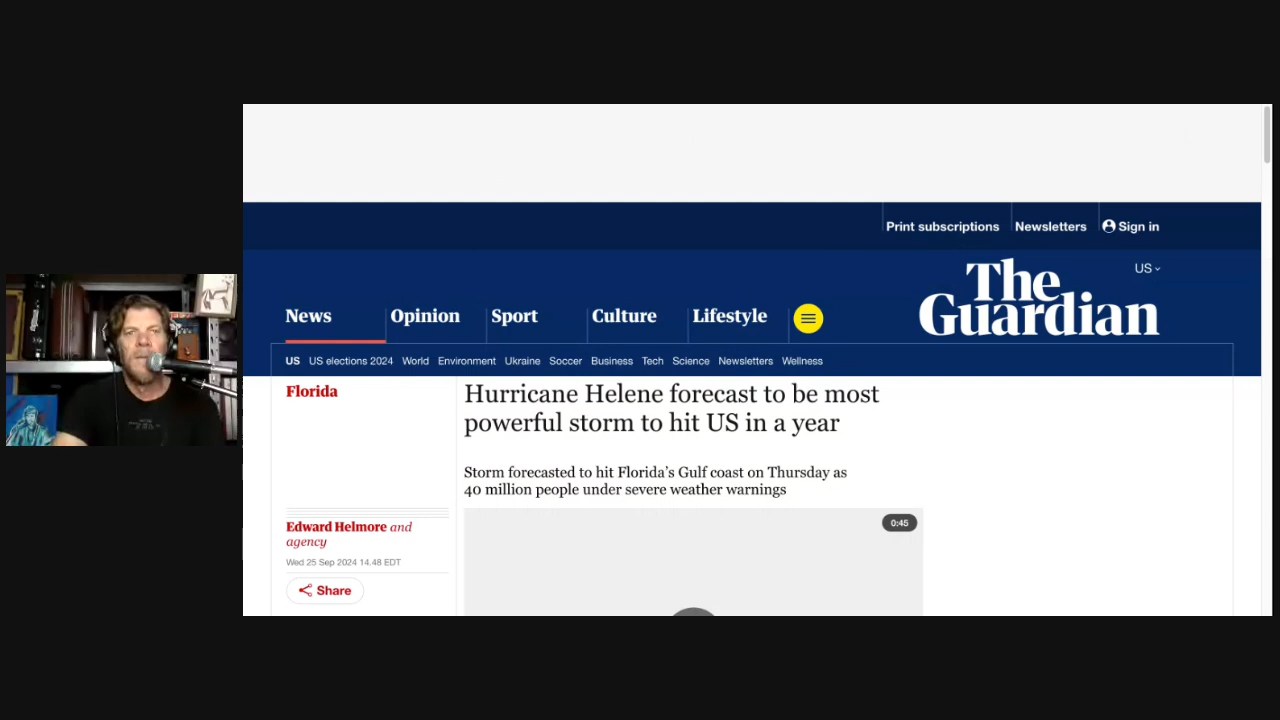 Print subscriptions
Newsletters
Sign in
US
The
Guardian
News
Opinion
Sport
Culture
Lifestyle
US
US elections 2024
World
Environment
Ukraine
Soccer
Business
Tech
Science
Newsletters
Wellness
Florida
Hurricane Helene forecast to be most
powerful storm to hit US in a year
Storm forecasted to hit Florida's Gulf coast on Thursday as
40 million people under severe weather warnings
Edward Helmore and
agency
Wed 25 Sep 2024 14.48 EDT
Share
0:45